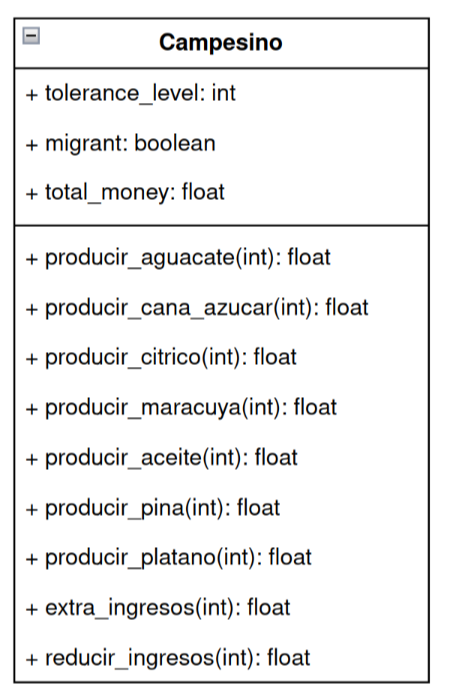 Campesino
+ tolerance_level: int
+ migrant: boolean
+ total_money: float
+ producir_aguacate(int): float
+ producir_cana_azucar(int): float
+ producir_citrico(int): float
+ producir_maracuya(int): float
+ producir_aceite(int): float
+ producir_pina(int): float
+ producir_platano(int): float
+ extra_ingresos(int): float
+ reducir_ingresos(int): float